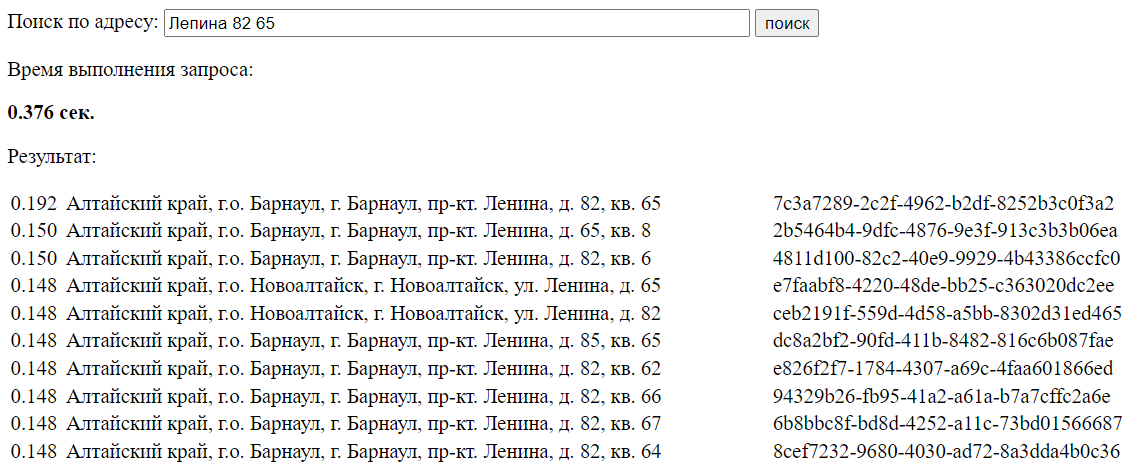 Поиск по адресу: Лепина 82 65 поиск
Время выполнения запроса:
0.376 сек.
Результат:
0.192 Алтайский край, г.о. Барнаул, г. Барнаул, пр-кт. Ленина, д. 82, кв. 65 7c3a7289-2c2f-4962-b2df-8252b3c0f3a2
0.150 Алтайский край, г.о. Барнаул, г. Барнаул, пр-кт. Ленина, д. 65, кв. 8 2b5464b4-9dfc-4876-9e3f-913c3b3b06ea
0.150 Алтайский край, г.о. Барнаул, г. Барнаул, пр-кт. Ленина, д. 82, кв. 6 4811d100-82c2-40e9-9929-4b43386ccfc0
0.148 Алтайский край, г.о. Новоалтайск, г. Новоалтайск, ул. Ленина, д. 65 e7faabf8-4220-48de-bb25-c363020dc2ee
0.148 Алтайский край, г.о. Новоалтайск, г. Новоалтайск, ул. Ленина, д. 82 ceb2191f-559d-4d58-a5bb-8302d31ed465
0.148 Алтайский край, г.о. Барнаул, г. Барнаул, пр-кт. Ленина, д. 85, кв. 65 dc8a2bf2-90fd-411b-8482-816c6b087fae
0.148 Алтайский край, г.о. Барнаул, г. Барнаул, пр-кт. Ленина, д. 82, кв. 62 e826f2f7-1784-4307-a69c-4faa601866ed
0.148 Алтайский край, г.о. Барнаул, г. Барнаул, пр-кт. Ленина, д. 82, кв. 66 94329b26-fb95-41a2-a61a-b7a7cffc2a6e
0.148 Алтайский край, г.о. Барнаул, г. Барнаул, пр-кт. Ленина, д. 82, кв. 67 6b8bbc8f-bd8d-4252-a11c-73bd01566687
0.148 Алтайский край, г.о. Барнаул, г. Барнаул, пр-кт. Ленина, д. 82, кв. 64 8cef7232-9680-4030-ad72-8a3dda4b0c36